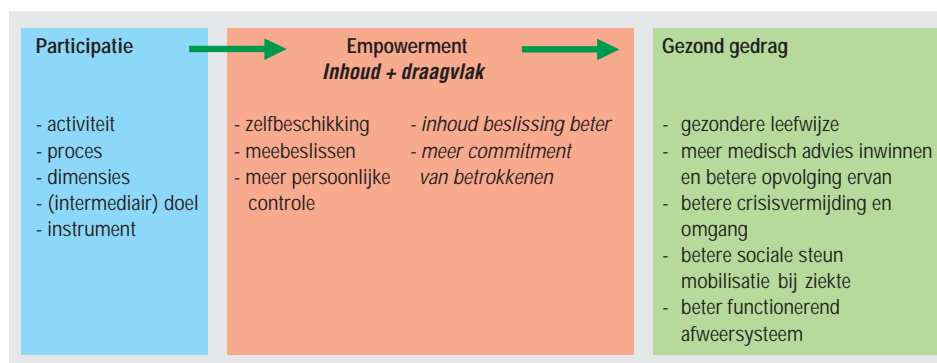 Participatie
- activiteit
- proces
- dimensies
- (intermediair) doel
- instrument
Empowerment
Inhoud + draagvlak
- zelfbeschikking
- meebeslissen
- meer persoonlijke
controle
- inhoud beslissing beter
- meer commitment
van betrokkenen
Gezond gedrag
- gezondere leefwijze
- meer medisch advies inwinnen
en betere opvolging ervan
- betere crisisvermijding en
omgang
- betere sociale steun
mobilisatie bij ziekte
- beter functionerend
afweersysteem